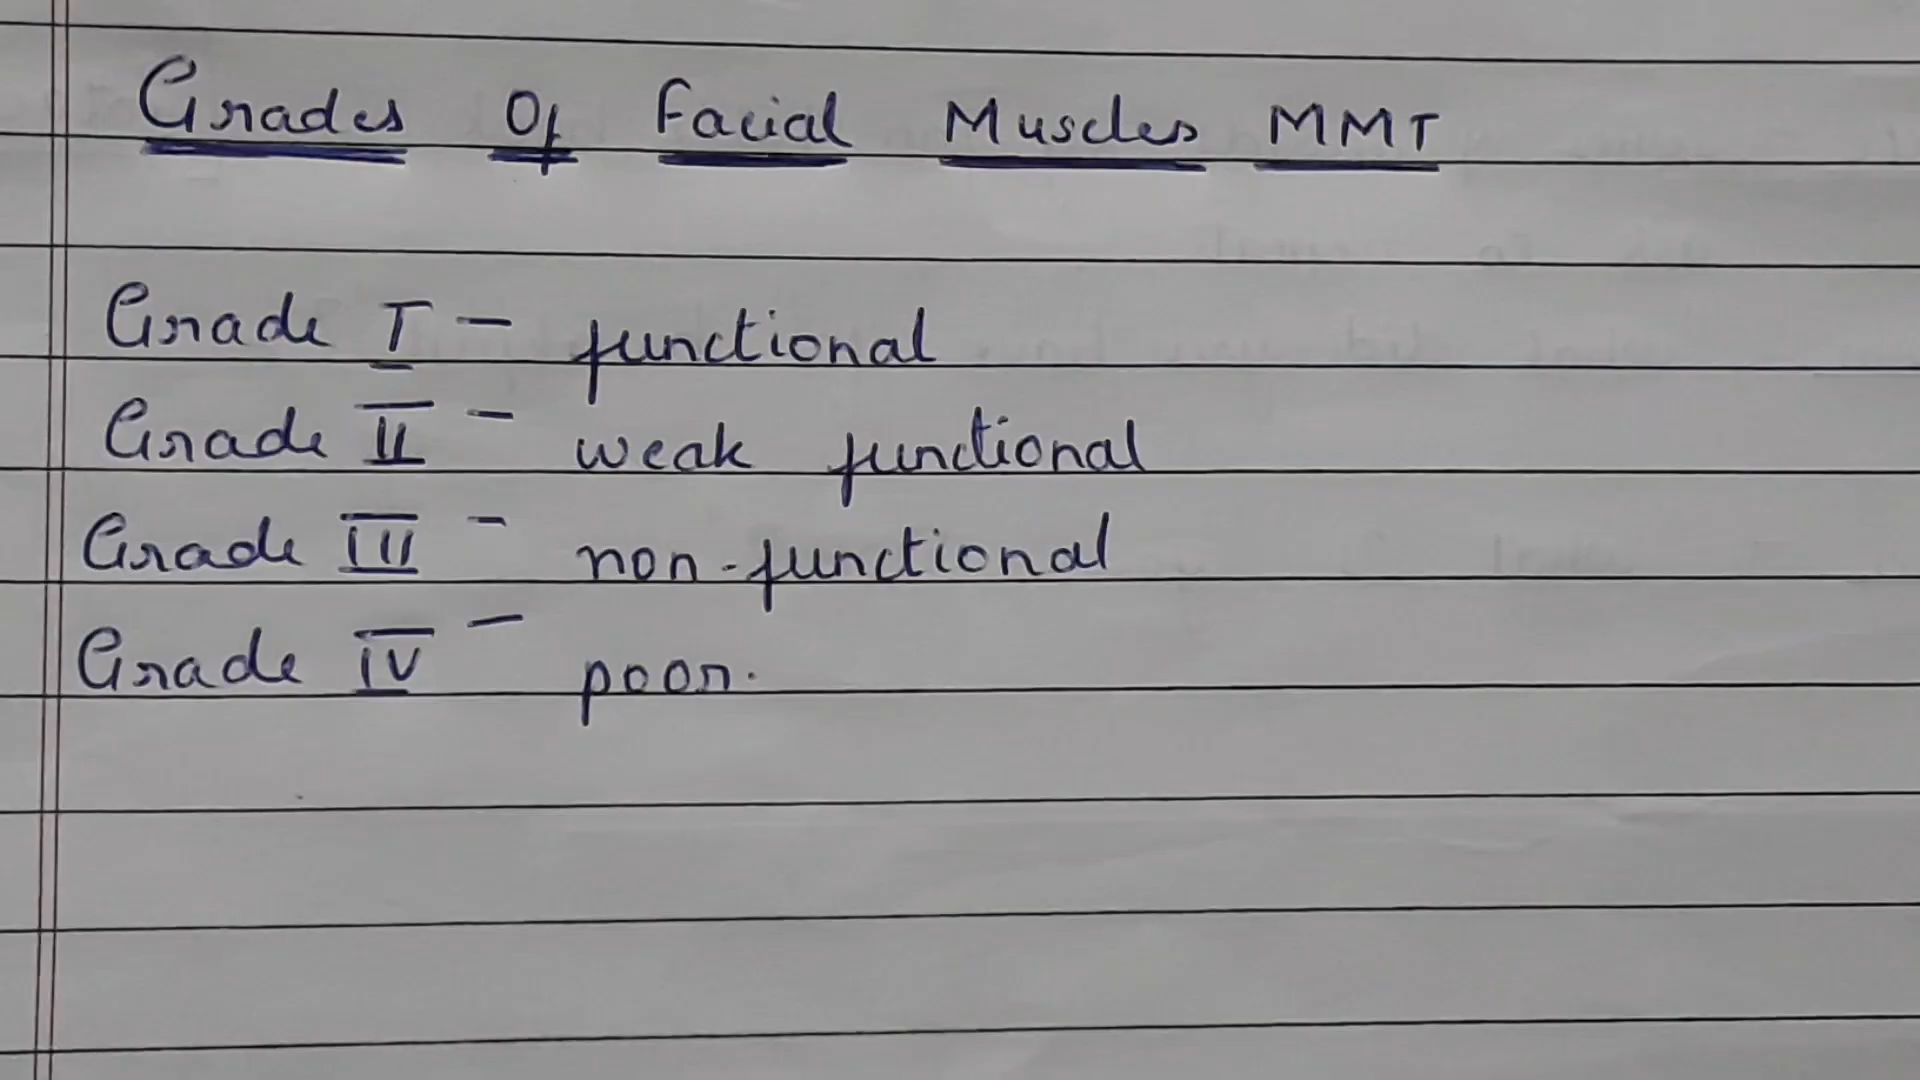 Grades Of Facial Muscles MMT
Grade I - functional
Grade II - weak functional
Grade III - non-functional
Grade IV - poor.